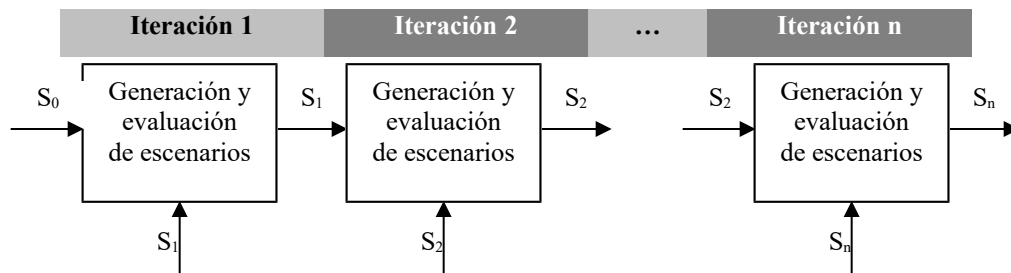 Iteración 1 Iteración 2 ... Iteración n
S₀ Generación y evaluación de escenarios S₁ Generación y evaluación de escenarios S₂ S₂ Generación y evaluación de escenarios Sₙ
S₁ S₂ Sₙ